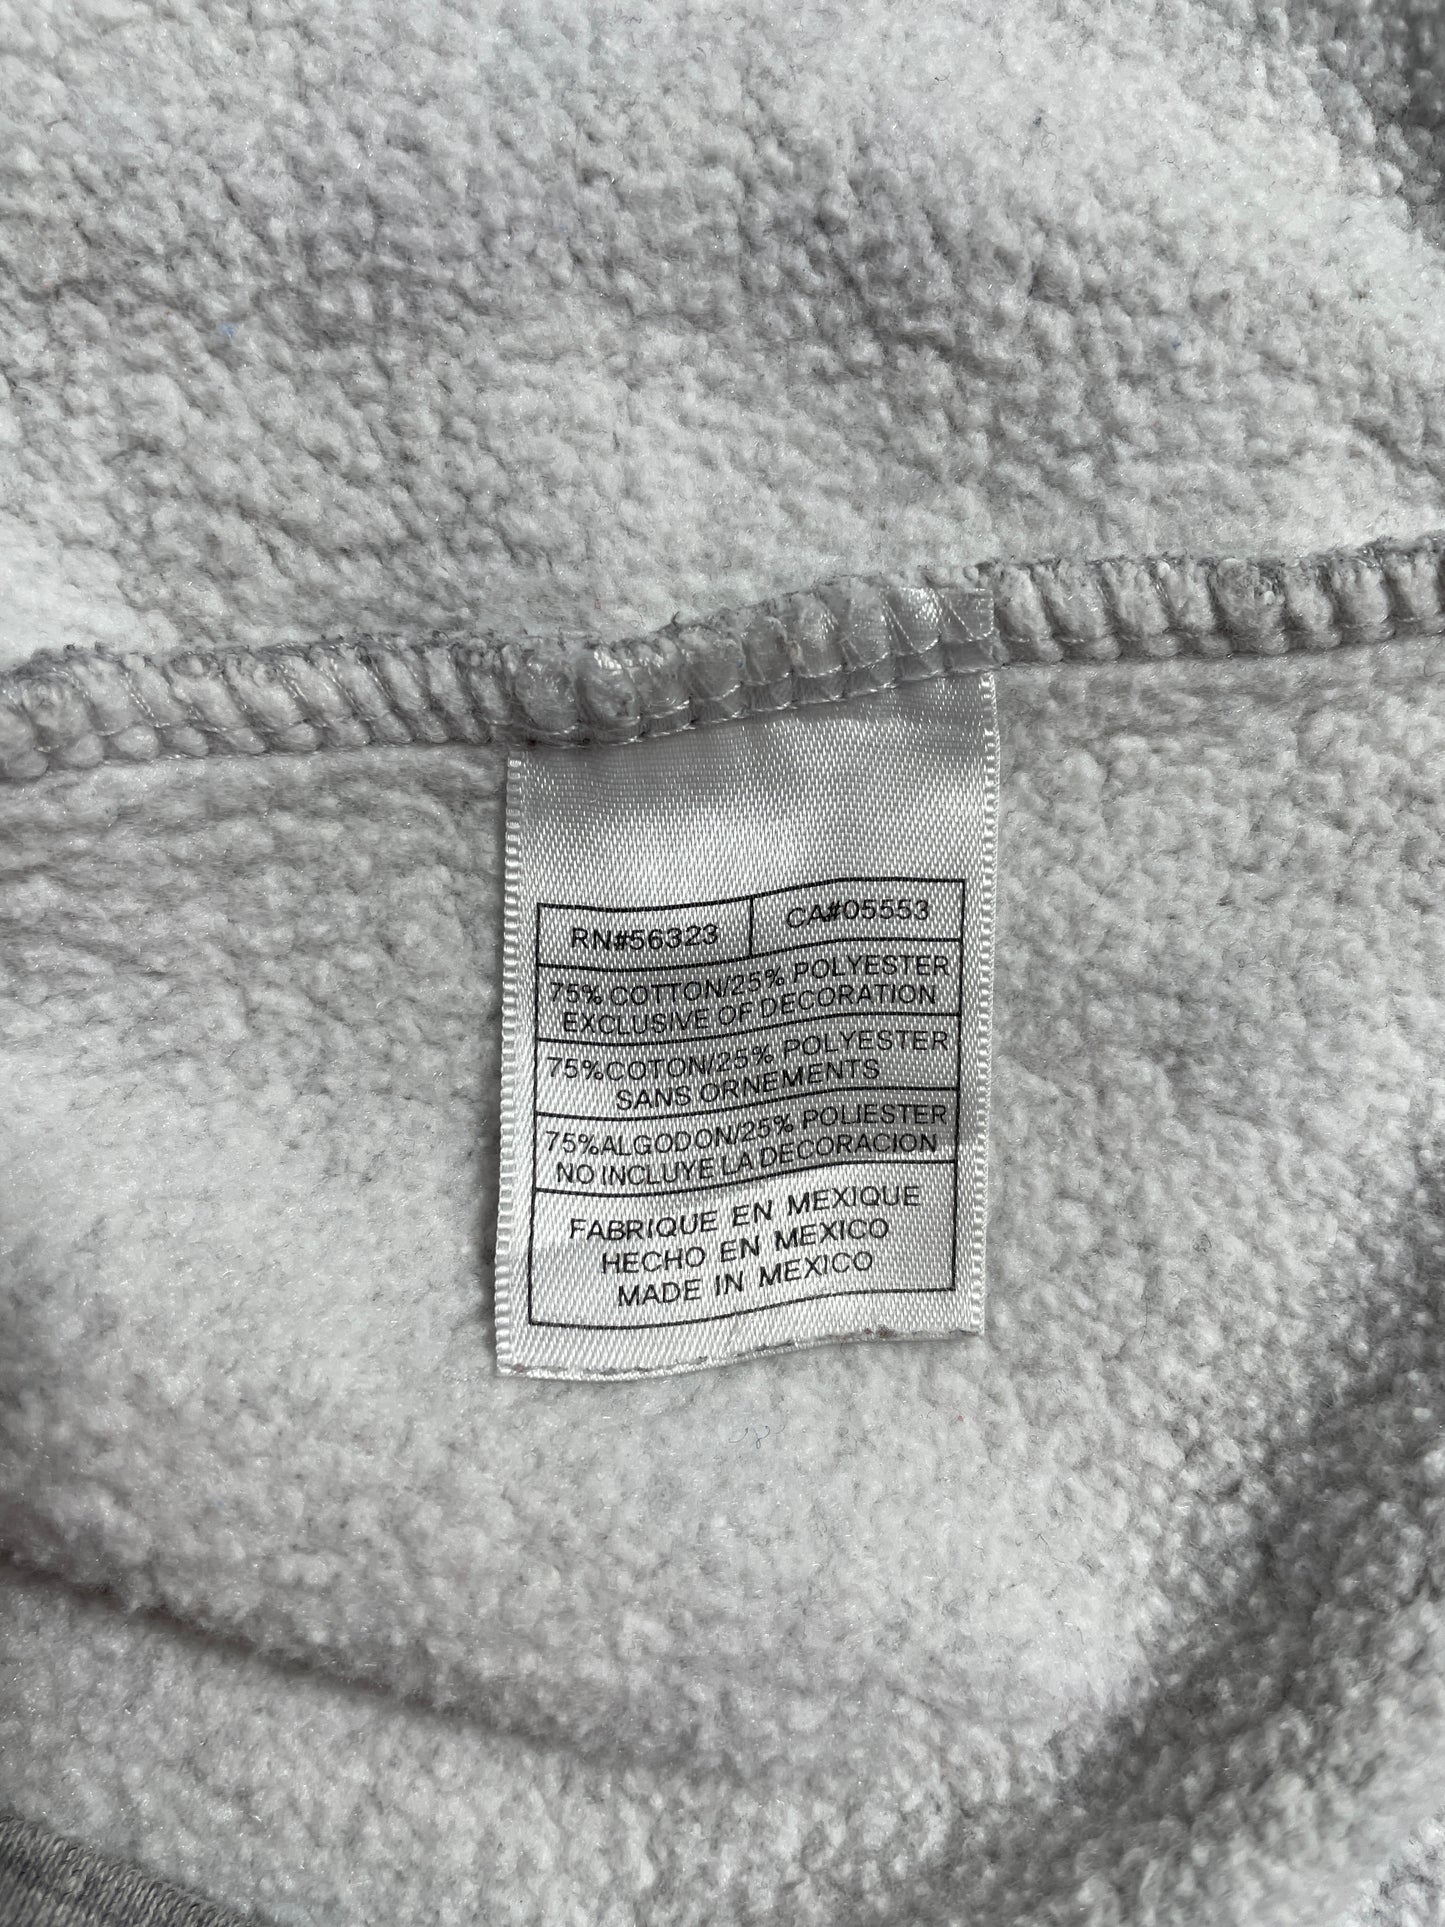 RN#56323 CA#05553
75% COTTON/25% POLYESTER
EXCLUSIVE OF DECORATION
75%COTON/25% POLYESTER
SANS ORNEMENTS
75%ALGODON/25% POLIESTER
NO INCLUYE LA DECORACION
FABRIQUE EN MEXIQUE
HECHO EN MEXICO
MADE IN MEXICO